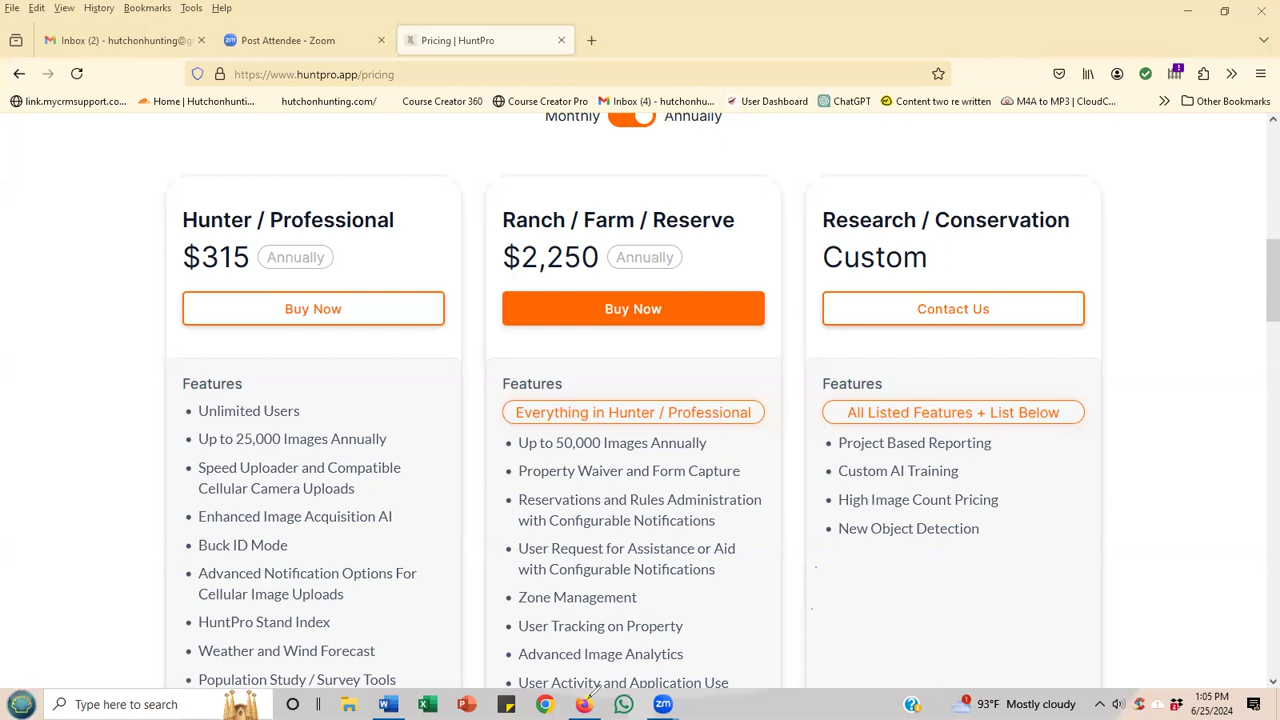 File Edit View History Bookmarks Tools Help
Inbox (2) - hutchonhunting@g
Post Attendee - Zoom
Pricing | HuntPro
https://www.huntpro.app/pricing
link.mycrmsupport.co...
Home | Hutchonhunti...
hutchonhunting.com/
Course Creator 360
Course Creator Pro
Inbox (4) - hutchonhu...
User Dashboard
ChatGPT
Content two re written
M4A to MP3 | CloudC...
Other Bookmarks
Monthly Annually
Hunter / Professional
$315 Annually
Buy Now
Features
Unlimited Users
Up to 25,000 Images Annually
Speed Uploader and Compatible
Cellular Camera Uploads
Enhanced Image Acquisition AI
Buck ID Mode
Advanced Notification Options For
Cellular Image Uploads
HuntPro Stand Index
Weather and Wind Forecast
Population Study / Survey Tools
Ranch / Farm / Reserve
$2,250 Annually
Buy Now
Features
Everything in Hunter / Professional
Up to 50,000 Images Annually
Property Waiver and Form Capture
Reservations and Rules Administration
with Configurable Notifications
User Request for Assistance or Aid
with Configurable Notifications
Zone Management
User Tracking on Property
Advanced Image Analytics
User Activity and Application Use
Research / Conservation
Custom
Contact Us
Features
All Listed Features + List Below
Project Based Reporting
Custom AI Training
High Image Count Pricing
New Object Detection
Type here to search
93°F Mostly cloudy
1:05 PM
6/25/2024